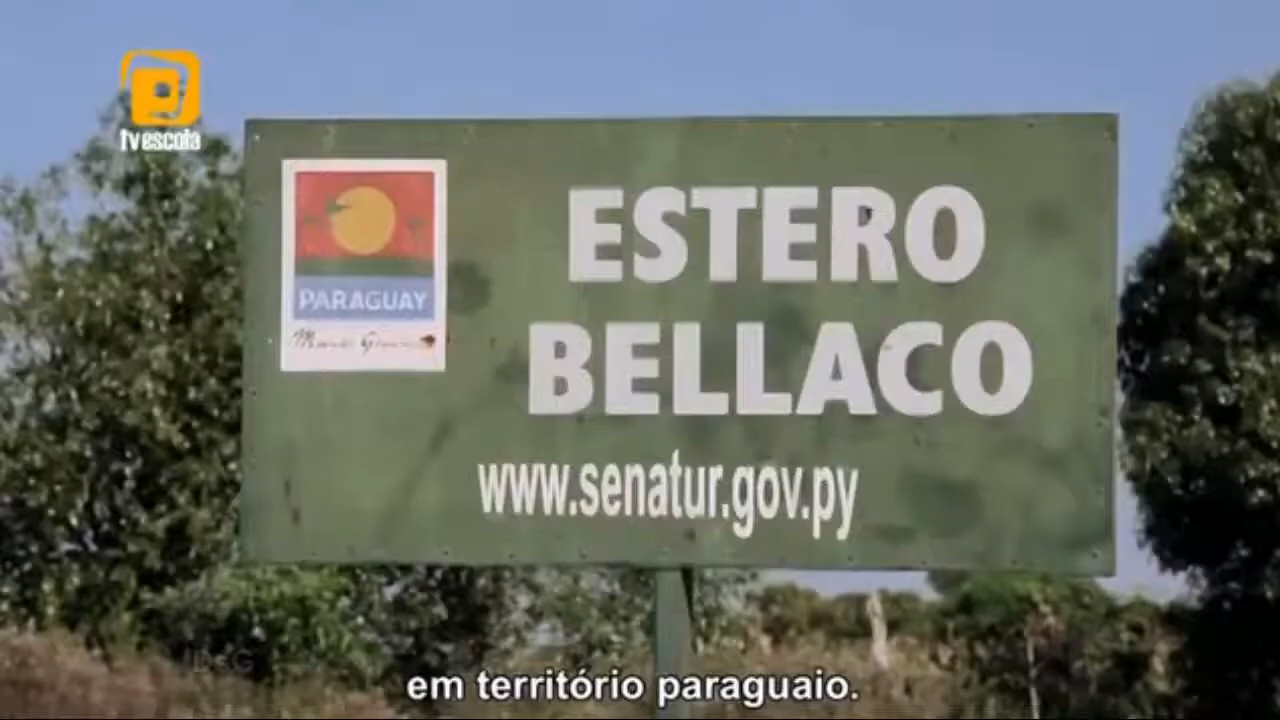 tvescola
ESTERO
PARAGUAY
BELLACO
www.senatur.gov.py
em território paraguaio.